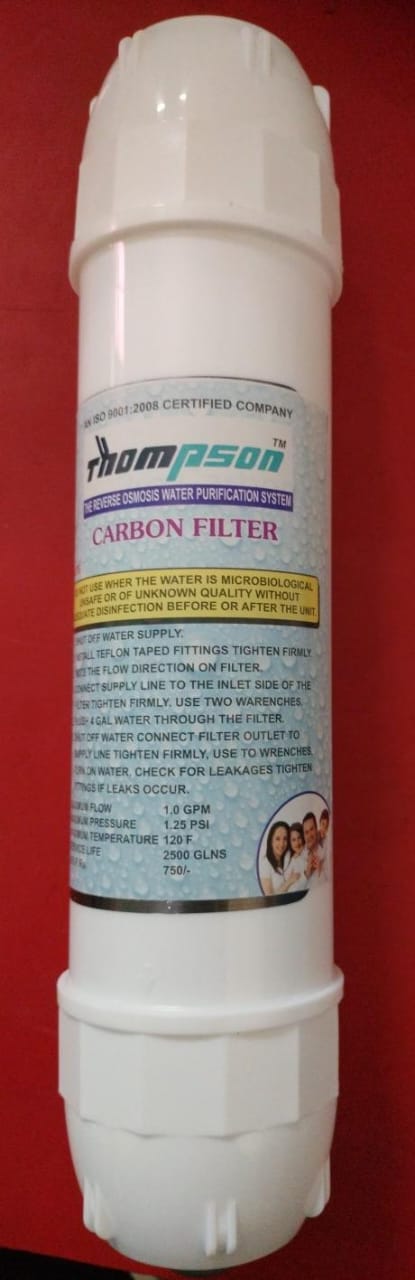 AN ISO 9001:2008 CERTIFIED COMPANY
Thompson TM
THE REVERSE OSMOSIS WATER PURIFICATION SYSTEM
CARBON FILTER
NOT USE WHER THE WATER IS MICROBIOLOGICAL
UNSAFE OR OF UNKNOWN QUALITY WITHOUT
DISINFECTION BEFORE OR AFTER THE UNIT.
OFF WATER SUPPLY.
TEFLON TAPED FITTINGS TIGHTEN FIRMLY
THE FLOW DIRECTION ON FILTER.
CONNECT SUPPLY LINE TO THE INLET SIDE OF THE
TIGHTEN FIRMLY. USE TWO WARENCHES.
4 GAL WATER THROUGH THE FILTER.
OFF WATER CONNECT FILTER OUTLET TO
LINE TIGHTEN FIRMLY, USE TO WRENCHES.
ON WATER, CHECK FOR LEAKAGES TIGHTEN
IF LEAKS OCCUR.
FLOW 1.0 GPM
PRESSURE 1.25 PSI
TEMPERATURE 120 F
LIFE 2500 GLNS
750/-